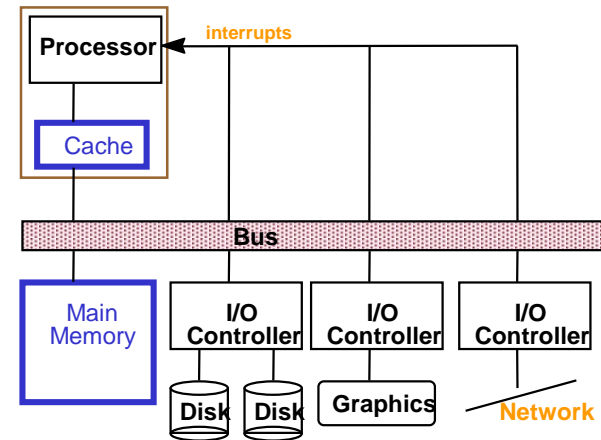 interrupts
Processor
Cache
Bus
Main
Memory
I/O
Controller
I/O
Controller
I/O
Controller
Disk
Disk
Graphics
Network